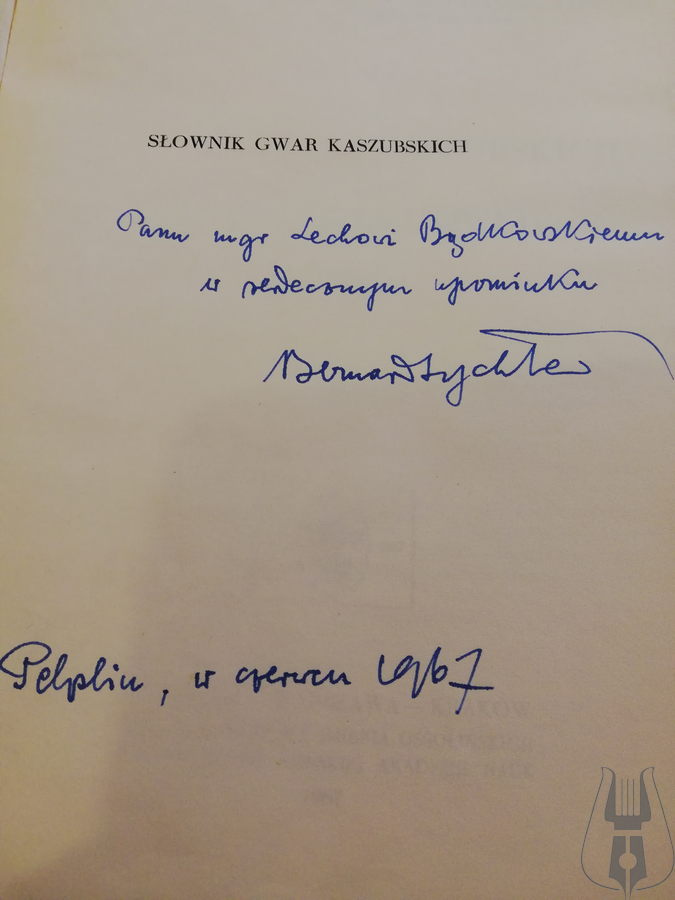 SŁOWNIK GWAR KASZUBSKICH
Panu mgr Lechowi Bądkowskiemu
w serdecznym upominku
Bernard Sychta
Pelplin, w czerwcu 1967